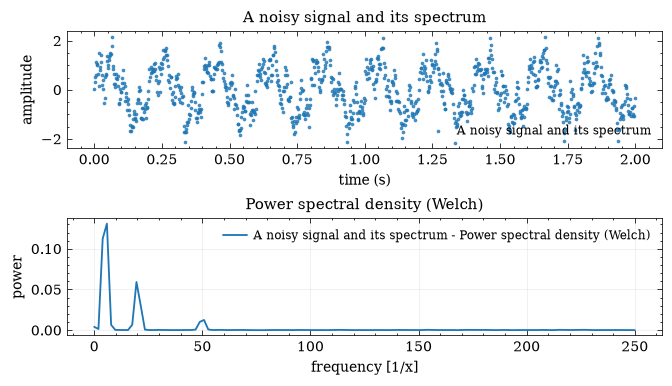 A noisy signal and its spectrum
amplitude
2
0
−2
A noisy signal and its spectrum
0.00 0.25 0.50 0.75 1.00 1.25 1.50 1.75 2.00
time (s)
Power spectral density (Welch)
power
0.10
0.05
0.00
A noisy signal and its spectrum - Power spectral density (Welch)
0 50 100 150 200 250
frequency [1/x]